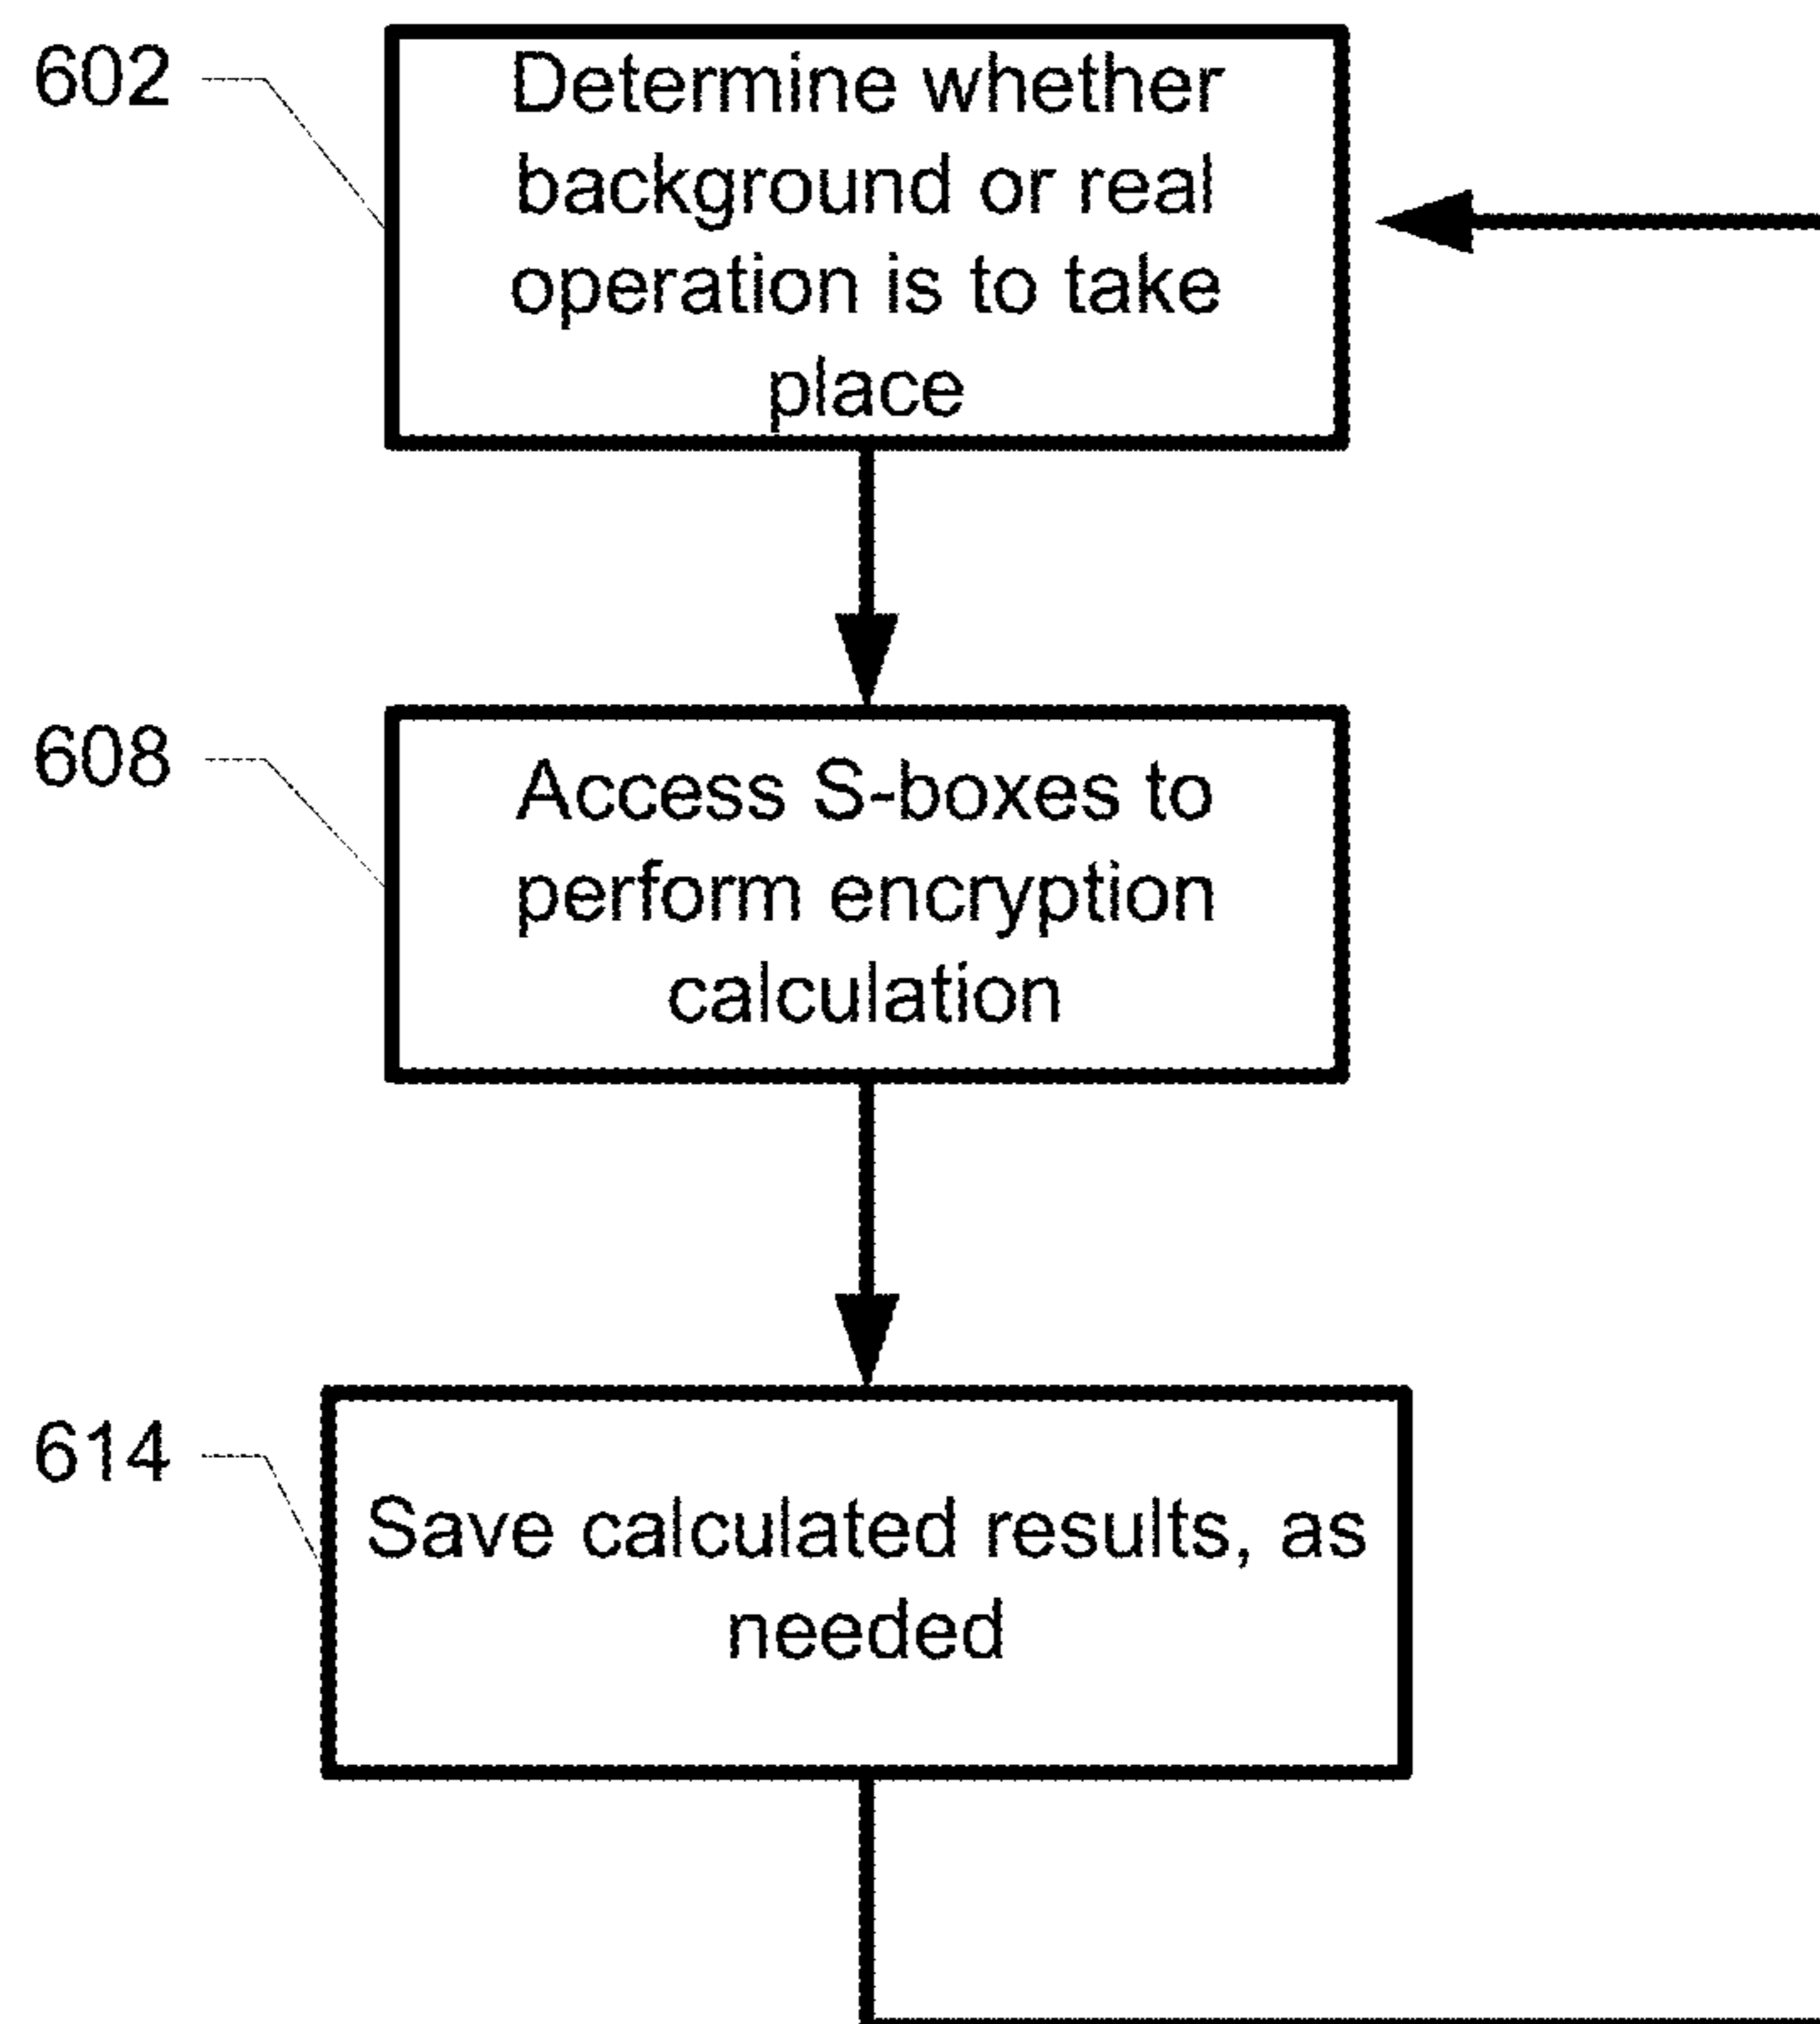 602
Determine whether
background or real
operation is to take
place
608
Access S-boxes to
perform encryption
calculation
614
Save calculated results, as
needed